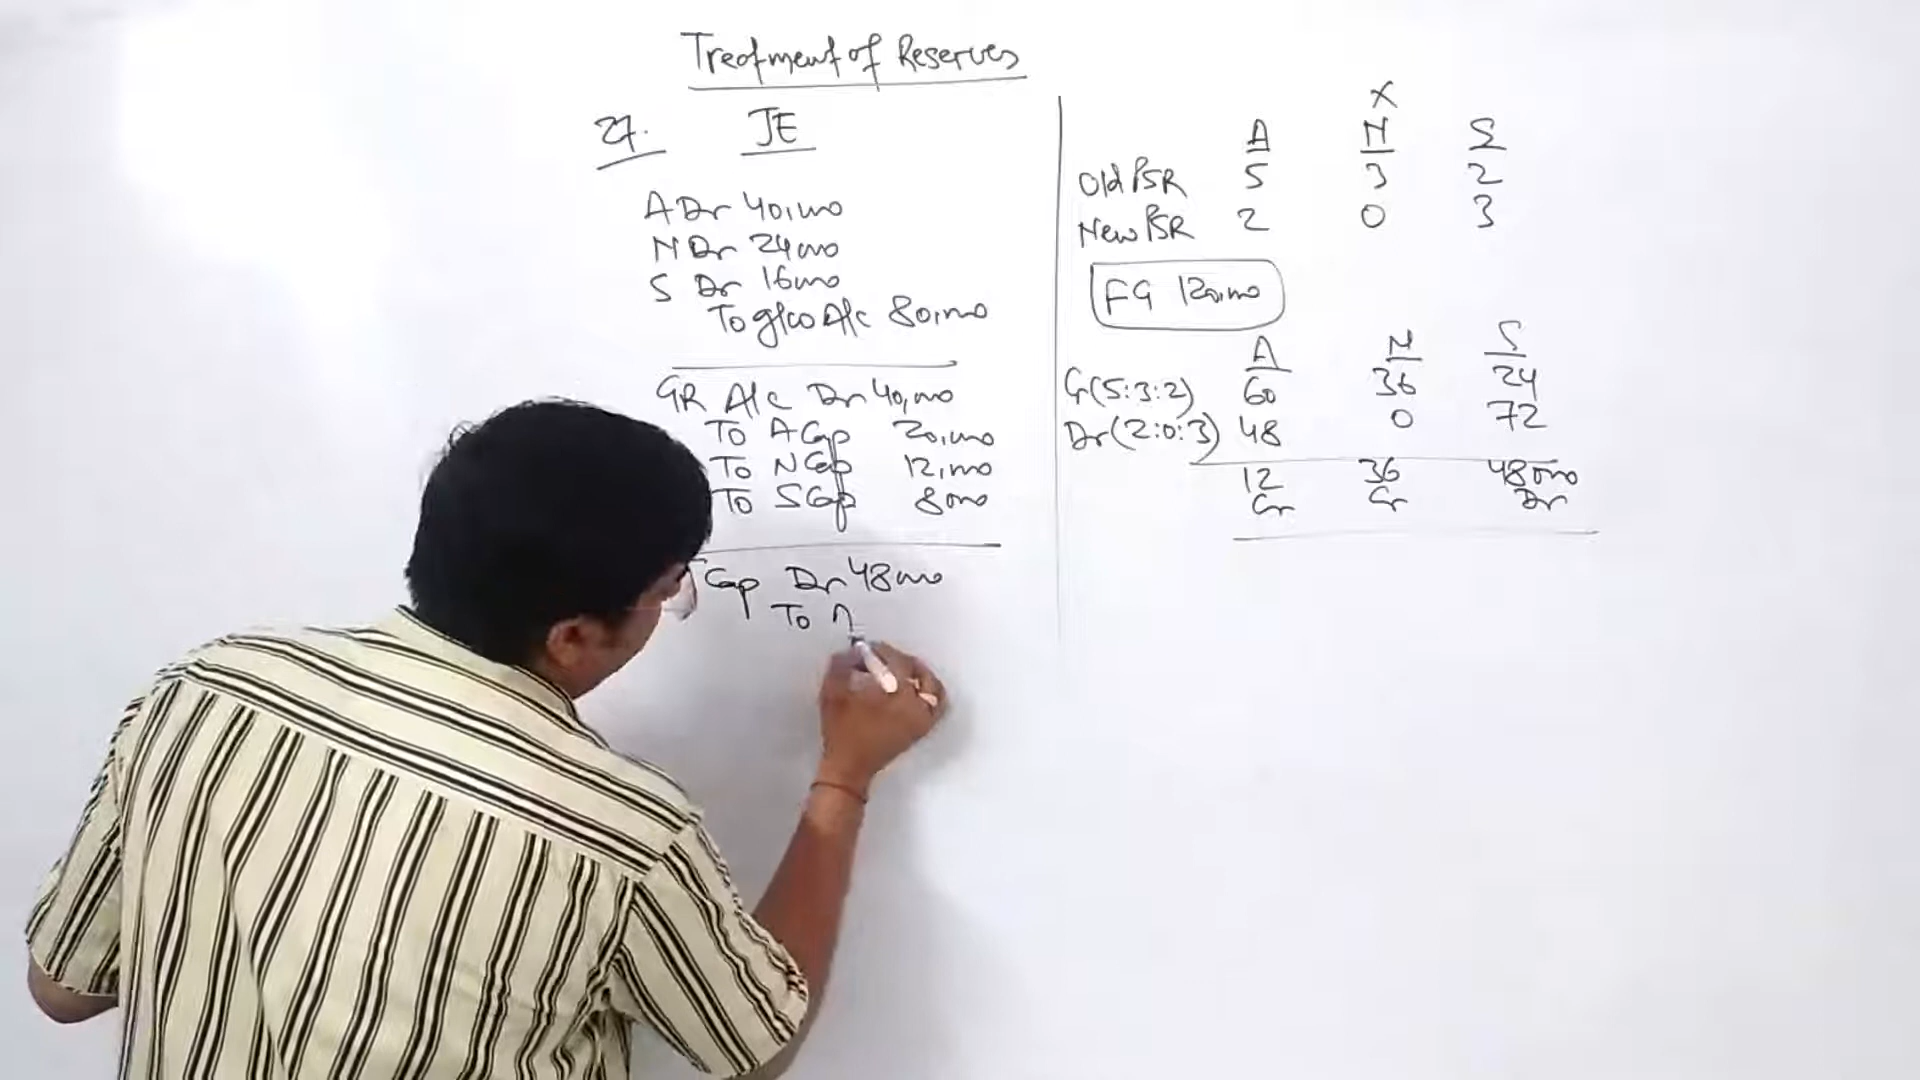 Treatment of Reserves
27. JE
A Dr 40,000
N Dr 24000
S Dr 16000
To g/co A/c 80,000
GR A/c Dr 40,000
To A Cap 20,000
To N Cap 12,000
To S Cap 8000
Cap Dr 48000
To
X
A N S
Old PSR 5 3 2
New PSR 2 0 3
FG 120,000
A N S
Cr(5:3:2) 60 36 24
Dr(2:0:3) 48 0 72
12 36 48000
Cr Cr Dr